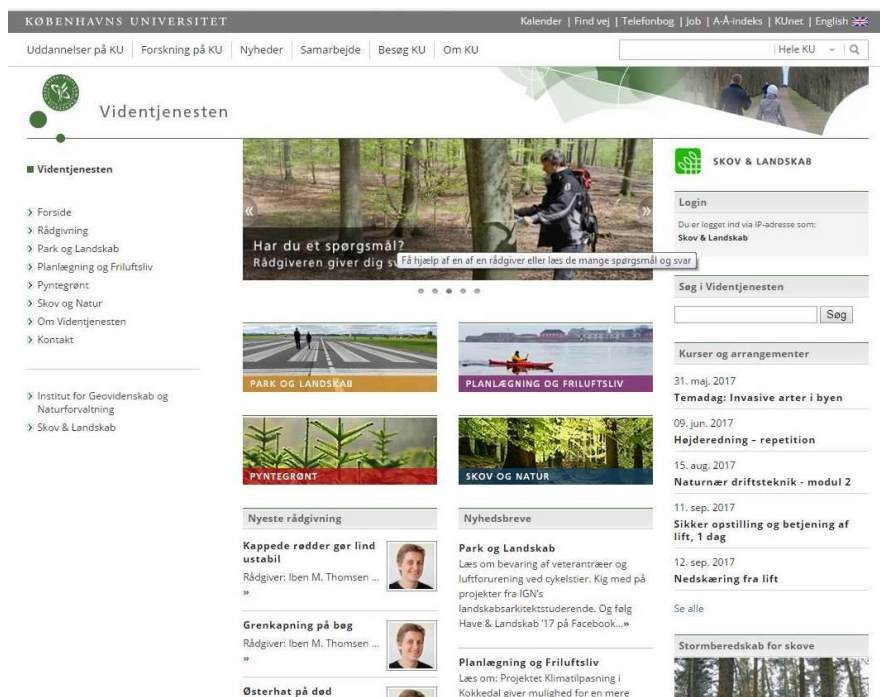 KØBENHAVNS UNIVERSITET
Kalender | Find vej | Telefonbog | Job | A-Å-indeks | KUnet | English
Uddannelser på KU | Forskning på KU | Nyheder | Samarbejde | Besøg KU | Om KU
Hele KU
Videntjenesten
Videntjenesten
Forside
Rådgivning
Park og Landskab
Planlægning og Friluftsliv
Pyntegrønt
Skov og Natur
Om Videntjenesten
Kontakt
Institut for Geovidenskab og
Naturforvaltning
Skov & Landskab
« »
Har du et spørgsmål?
Rådgiveren giver dig
Få hjælp af en af en rådgiver eller læs de mange spørgsmål og svar
PARK OG LANDSKAB
PLANLÆGNING OG FRILUFTSLIV
PYNTEGRØNT
SKOV OG NATUR
Nyeste rådgivning
Kappede rødder gør lind
ustabil
Rådgiver: Iben M. Thomsen ...
»
Grenkapning på bøg
Rådgiver: Iben M. Thomsen ...
»
Østerhat på død
Nyhedsbreve
Park og Landskab
Læs om bevaring af veterantræer og
luftforurening ved cykelstier. Kig med på
projekter fra IGN's
landskabsarkitektstuderende. Og følg
Have & Landskab '17 på Facebook...»
Planlægning og Friluftsliv
Læs om: Projektet Klimatilpasning i
Kokkedal giver mulighed for en mere
SKOV & LANDSKAB
Login
Du er logget ind via IP-adresse som:
Skov & Landskab
Søg i Videntjenesten
Søg
Kurser og arrangementer
31. maj. 2017
Temadag: Invasive arter i byen
09. jun. 2017
Højderedning – repetition
15. aug. 2017
Naturnær driftsteknik - modul 2
11. sep. 2017
Sikker opstilling og betjening af
lift, 1 dag
12. sep. 2017
Nedskæring fra lift
Se alle
Stormberedskab for skove